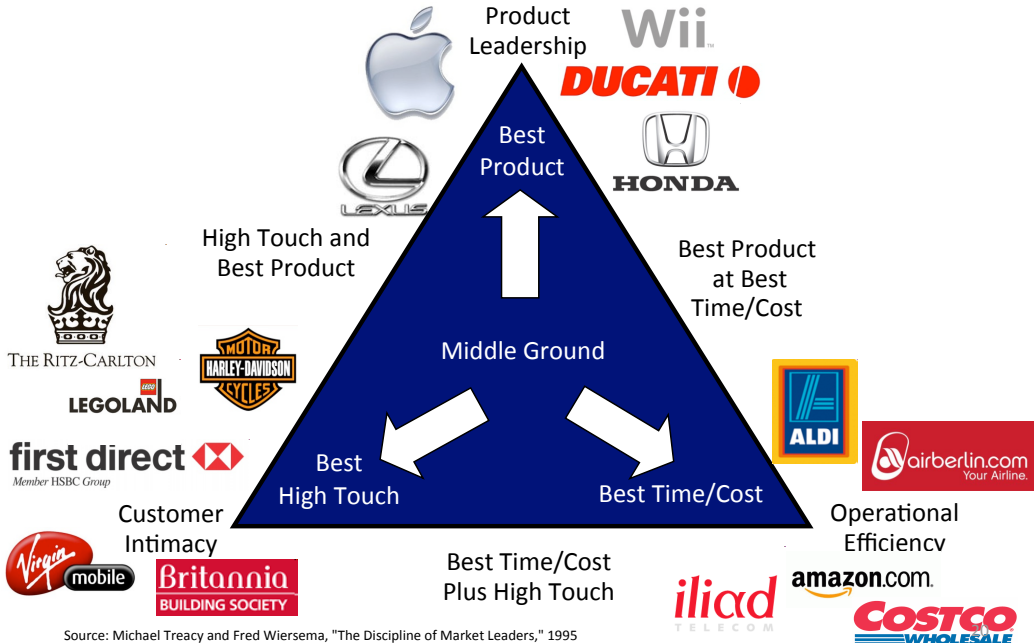 Product
Leadership
Wii
DUCATI
Best
Product
LEXUS
HONDA
High Touch and
Best Product
Best Product
at Best
Time/Cost
THE RITZ-CARLTON
MOTOR
HARLEY-DAVIDSON
CYCLES
Middle Ground
LEGO
LEGOLAND
ALDI
first direct
Member HSBC Group
airberlin.com
Your Airline.
Best
High Touch
Best Time/Cost
Customer
Intimacy
Operational
Efficiency
Virgin
mobile
Britannia
BUILDING SOCIETY
Best Time/Cost
Plus High Touch
iliad
TELECOM
amazon.com.
COSTCO
WHOLESALE
20
Source: Michael Treacy and Fred Wiersema, "The Discipline of Market Leaders," 1995